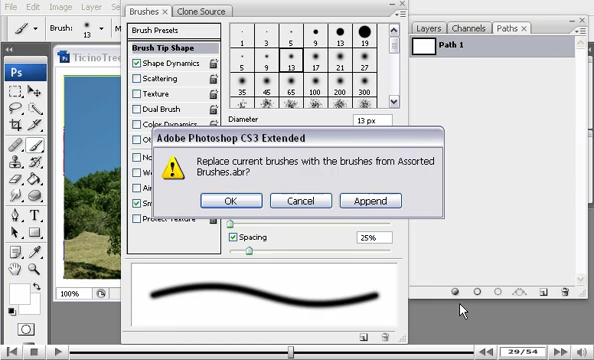 File Edit Image Layer Se
Brush: 13
Brushes × Clone Source
Layers Channels Paths ×
Path 1
TicinoTree
Brush Presets
Brush Tip Shape
Shape Dynamics
Scattering
Texture
Dual Brush
Color Dynamics
Protect Texture
1 3 5 9 13 19
5 9 13 17 21 27
35 45 65 100 200 300
Diameter 13 px
Adobe Photoshop CS3 Extended
Replace current brushes with the brushes from Assorted
Brushes.abr?
OK Cancel Append
Spacing 25%
Ps
100%
29/54